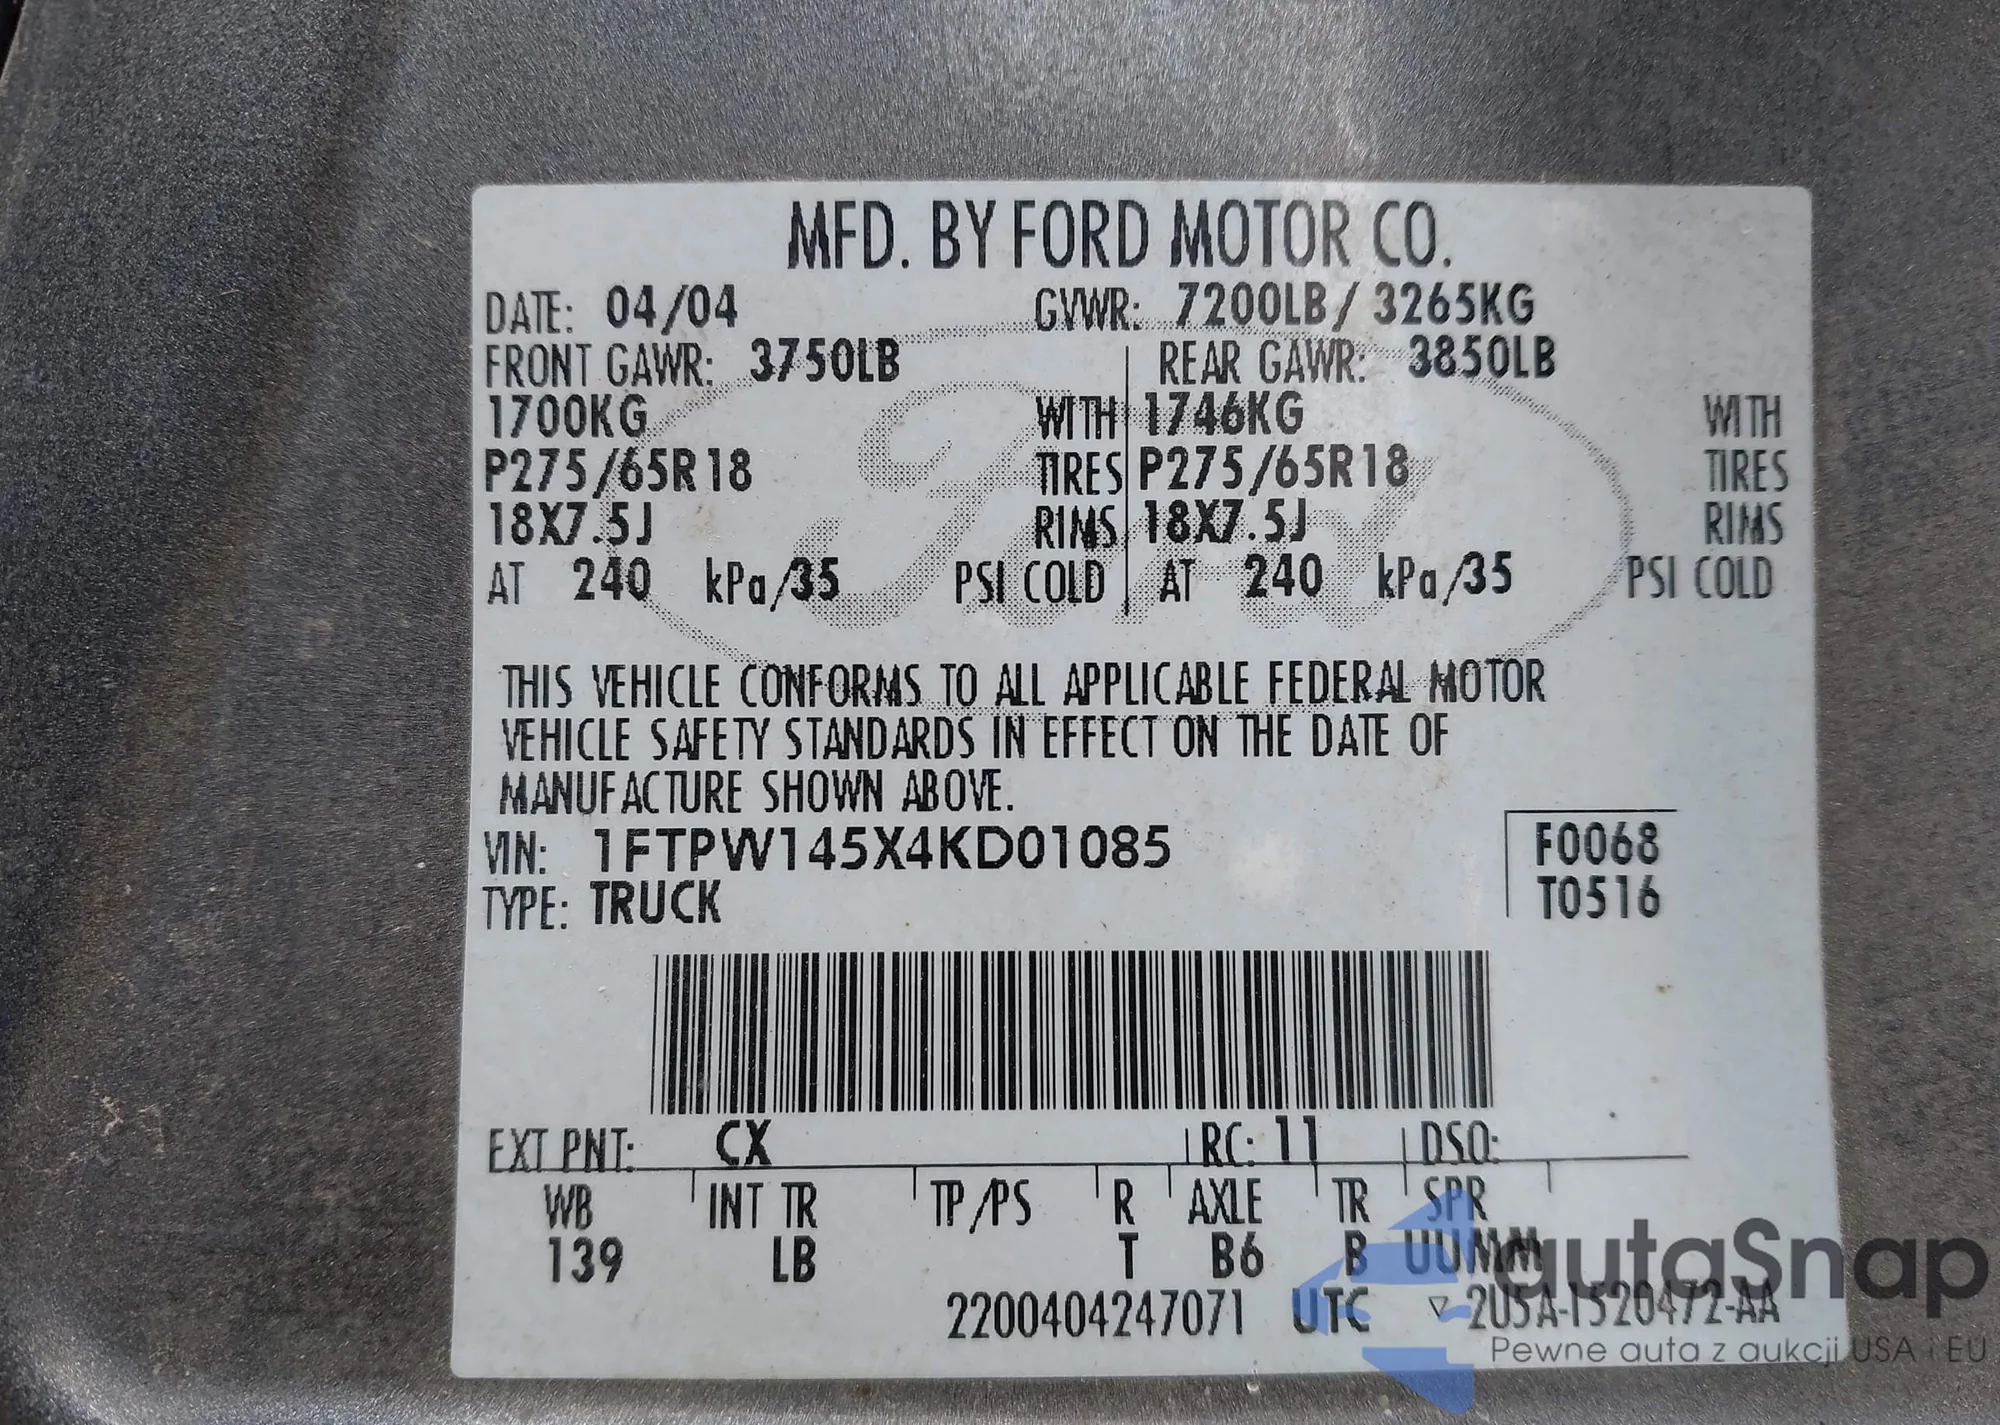 MFD. BY FORD MOTOR CO.
DATE: 04/04 GVWR: 7200LB/ 3265KG
FRONT GAWR: 3750LB REAR GAWR: 3850LB
1700KG WITH 1746KG WITH
P275/65R18 TIRES P275/65R18 TIRES
18X7.5J RIMS 18X7.5J RIMS
AT 240 kPa/35 PSI COLD AT 240 kPa/35 PSI COLD
Ford
THIS VEHICLE CONFORMS TO ALL APPLICABLE FEDERAL MOTOR
VEHICLE SAFETY STANDARDS IN EFFECT ON THE DATE OF
MANUFACTURE SHOWN ABOVE.
VIN: 1FTPW145X4KD01085 F0068
TYPE: TRUCK T0516
EXT PNT: CX RC: 11 DSO:
WB INT TR TP/PS R AXLE TR SPR
139 LB T B6 B UUMM
2200404247071 UTC ▽ 2U5A-1520472-AA
autaSnap
Pewne auta z aukcji USA i EU